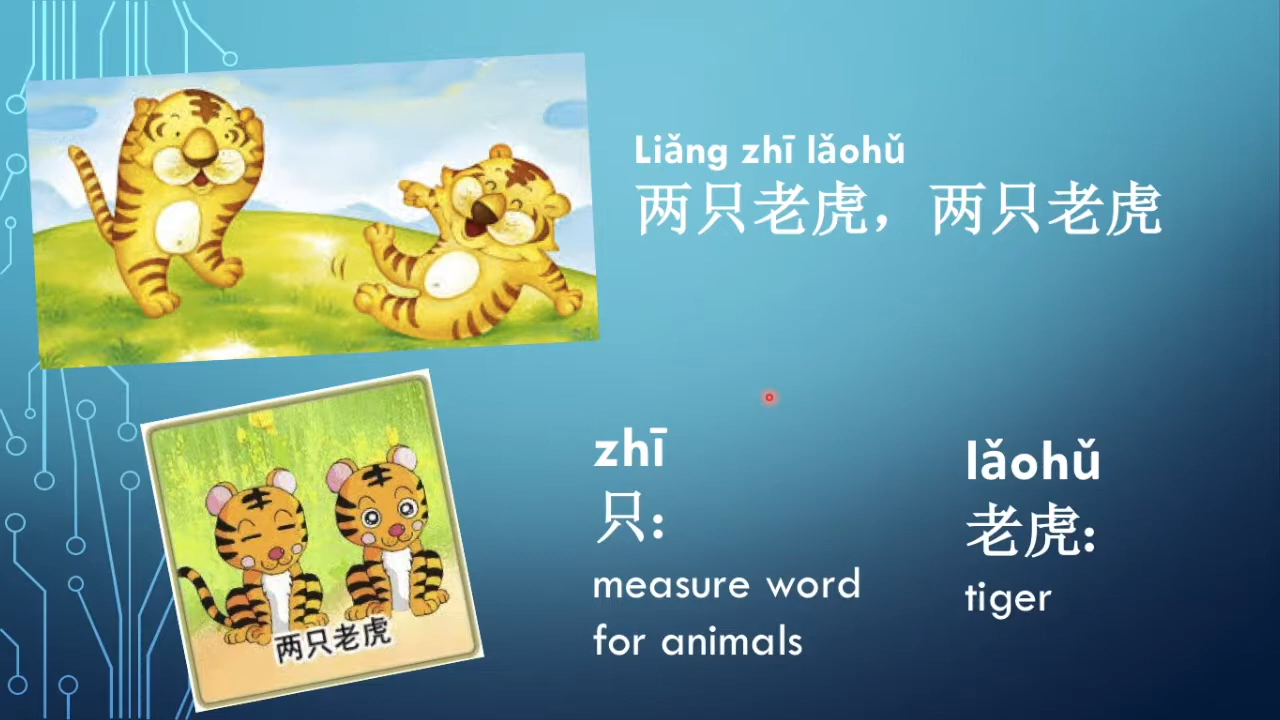 Liǎng zhī lǎohǔ
两只老虎，两只老虎
zhī
只:
measure word
for animals
lǎohǔ
老虎:
tiger
两只老虎